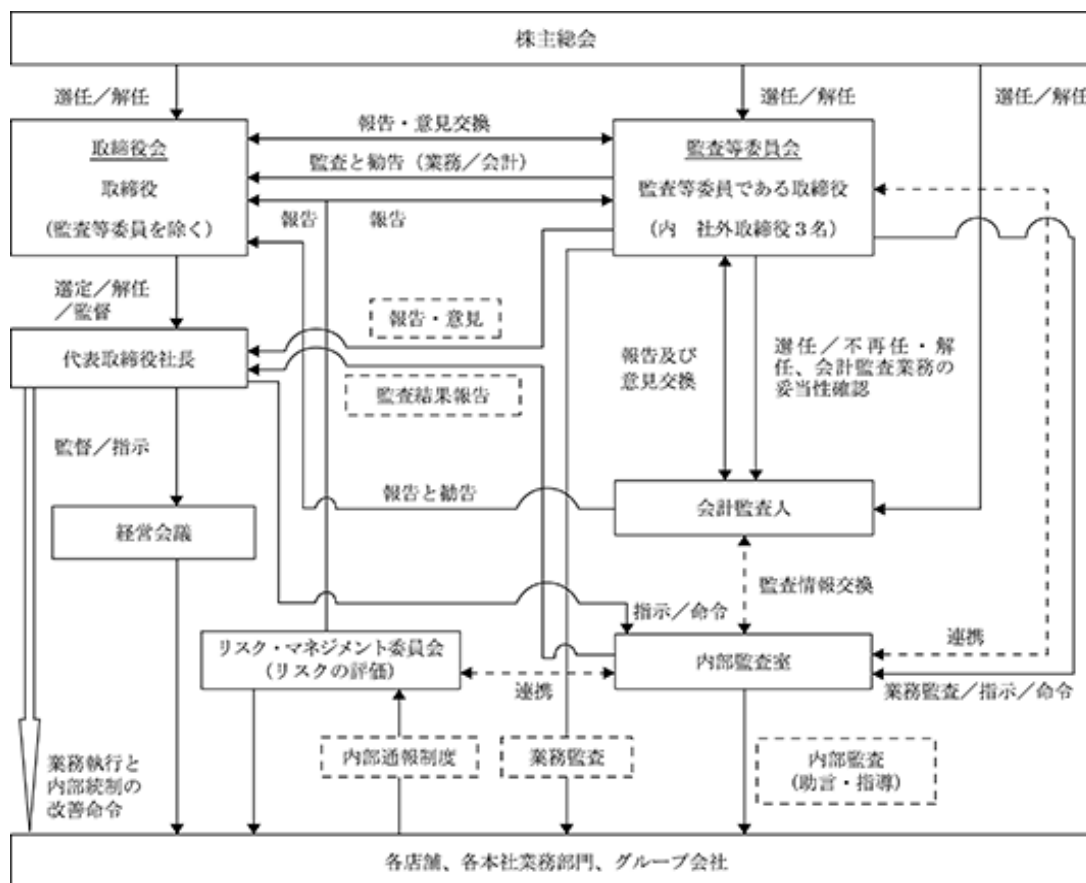 株主総会
選任／解任
選任／解任
選任／解任
取締役会
取締役
(監査等委員を除く)
報告・意見交換
監査と勧告（業務／会計）
報告
報告
監査等委員会
監査等委員である取締役
(内　社外取締役３名)
選定／解任
／監督
報告・意見
代表取締役社長
監査結果報告
報告及び
意見交換
選任／不再任・解
任、会計監査業務の
妥当性確認
監督／指示
報告と勧告
会計監査人
経営会議
監査情報交換
指示／命令
リスク・マネジメント委員会
(リスクの評価)
連携
内部監査室
連携
業務監査／指示／命令
業務執行と
内部統制の
改善命令
内部通報制度
業務監査
内部監査
(助言・指導)
各店舗、各本社業務部門、グループ会社